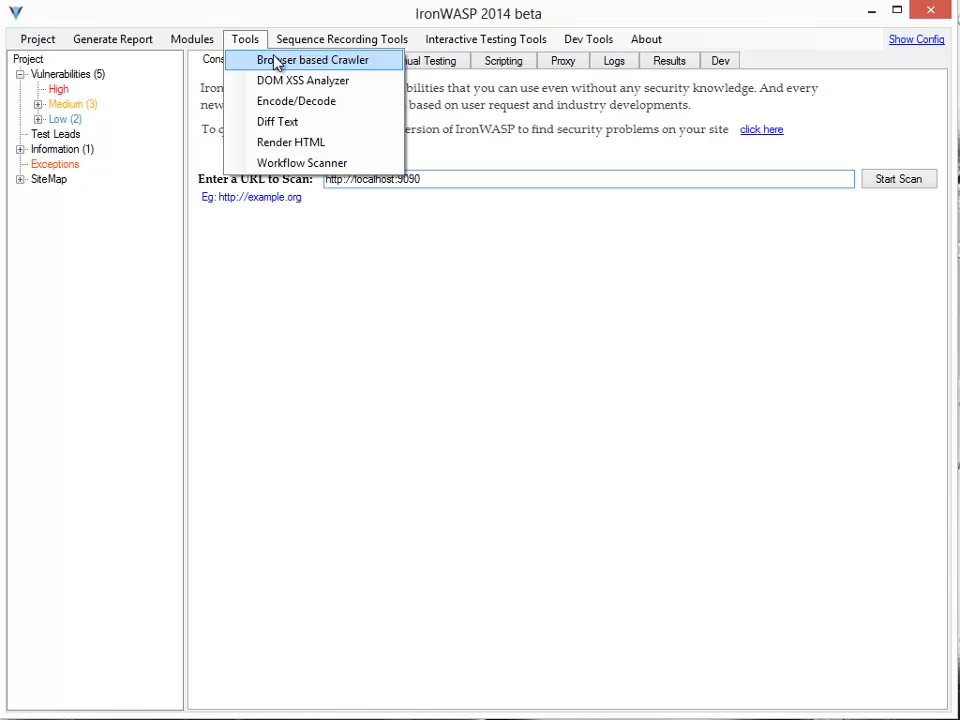 IronWASP 2014 beta
Project Generate Report Modules Tools Sequence Recording Tools Interactive Testing Tools Dev Tools About Show Config
Project
Vulnerabilities (5)
High
Medium (3)
Low (2)
Test Leads
Information (1)
Exceptions
SiteMap
Browser based Crawler
DOM XSS Analyzer
Encode/Decode
Diff Text
Render HTML
Workflow Scanner
Testing Scripting Proxy Logs Results Dev
that you can use even without any security knowledge. And every
new based on user request and industry developments.
To version of IronWASP to find security problems on your site click here
Enter a URL to Scan: http://localhost:9090 Start Scan
Eg: http://example.org